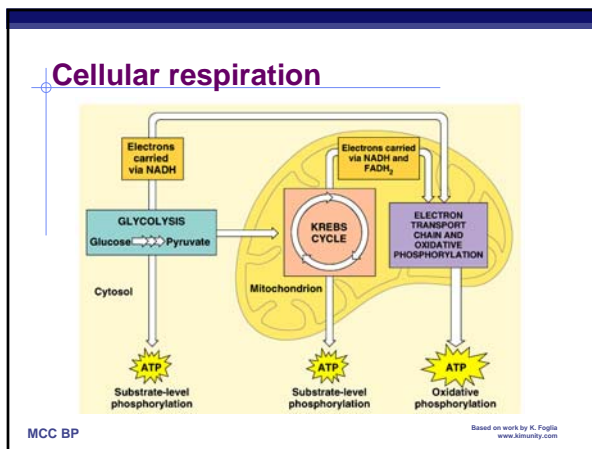 Cellular respiration
Electrons
carried
via NADH
Electrons carried
via NADH and
FADH₂
GLYCOLYSIS
Glucose Pyruvate
KREBS
CYCLE
ELECTRON
TRANSPORT
CHAIN AND
OXIDATIVE
PHOSPHORYLATION
Cytosol
Mitochondrion
ATP
ATP
ATP
Substrate-level
phosphorylation
Substrate-level
phosphorylation
Oxidative
phosphorylation
MCC BP
Based on work by K. Foglia
www.kimunity.com